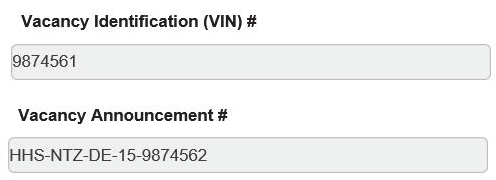 Vacancy Identification (VIN) #
9874561
Vacancy Announcement #
HHS-NTZ-DE-15-9874562